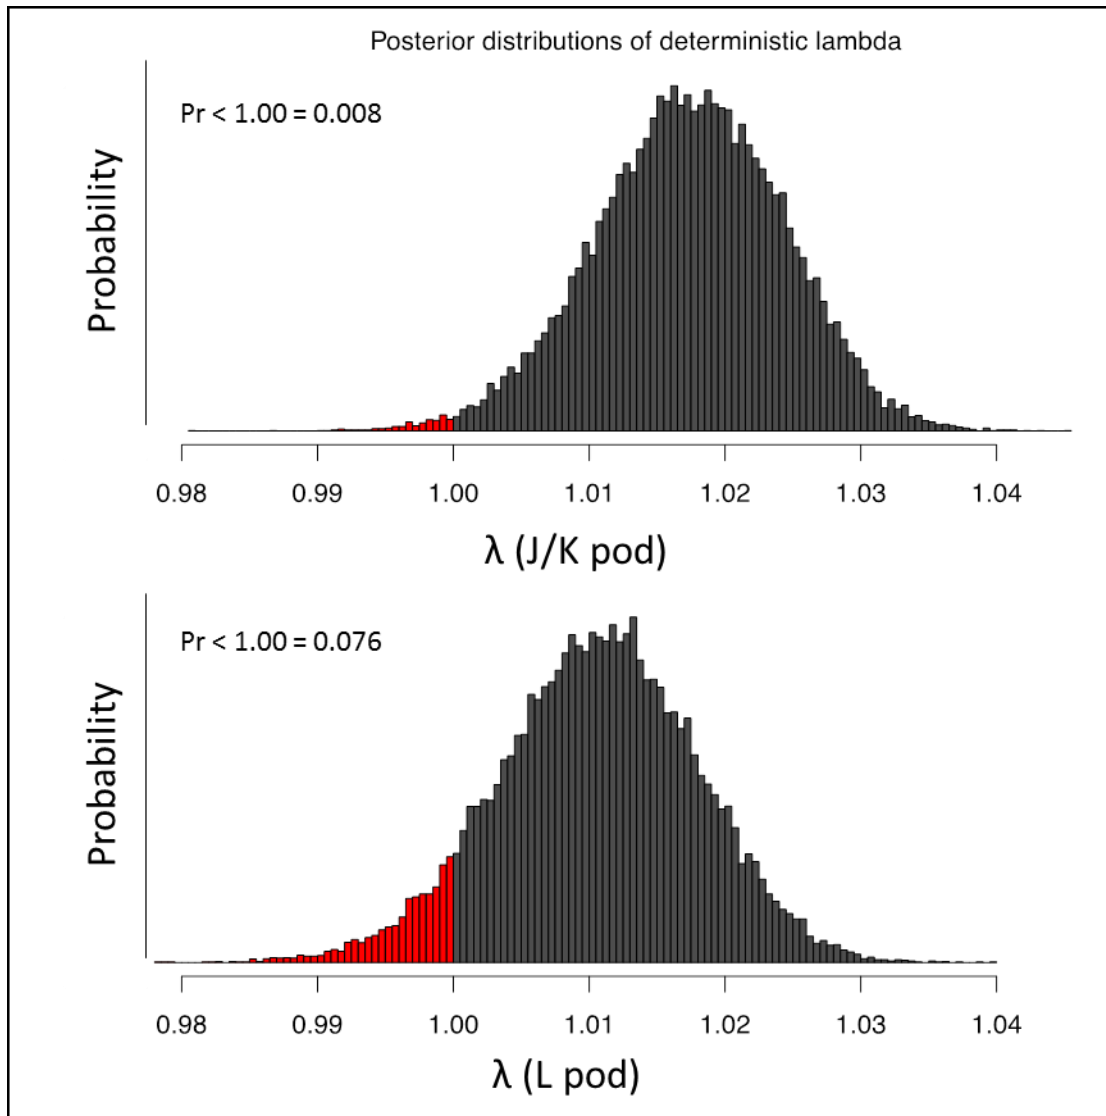 Posterior distributions of deterministic lambda
Pr < 1.00 = 0.008
Probability
0.98 0.99 1.00 1.01 1.02 1.03 1.04
λ (J/K pod)
Pr < 1.00 = 0.076
Probability
0.98 0.99 1.00 1.01 1.02 1.03 1.04
λ (L pod)